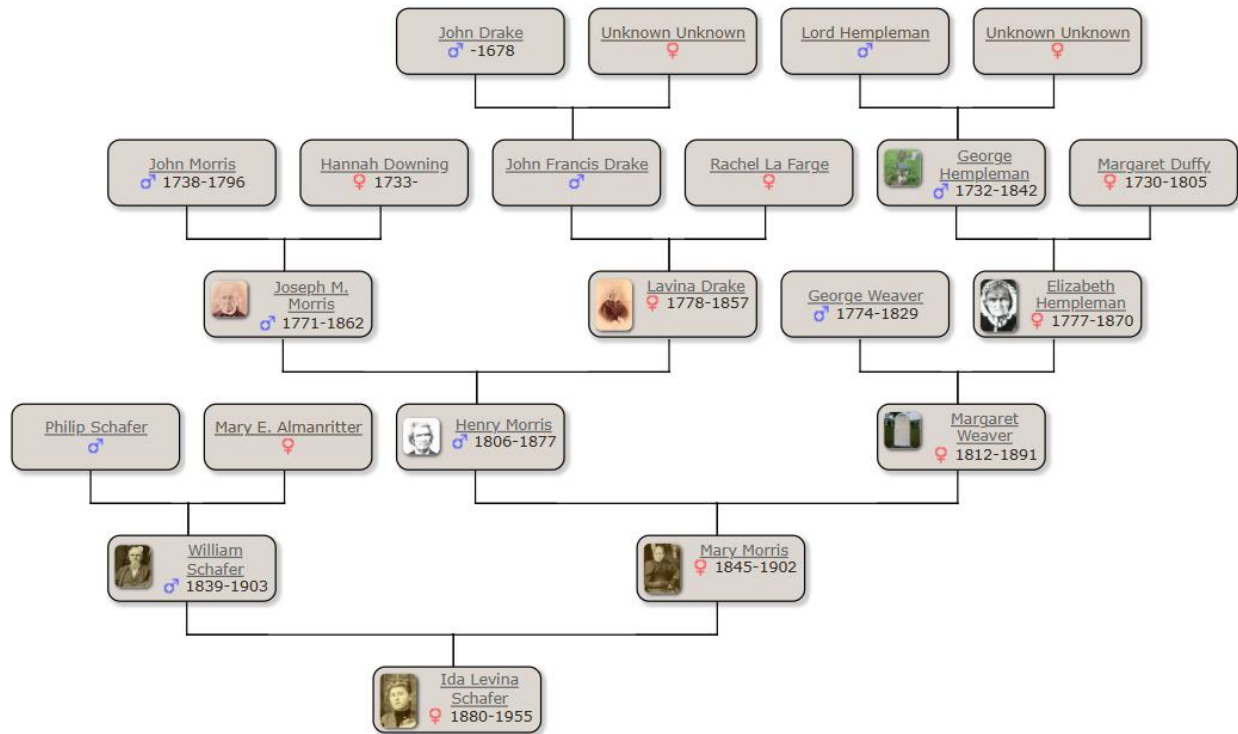 John Drake
♂ -1678
Unknown Unknown
♀
Lord Hempleman
♂
Unknown Unknown
♀
John Morris
♂ 1738-1796
Hannah Downing
♀ 1733-
John Francis Drake
♂
Rachel La Farge
♀
George
Hempleman
♂ 1732-1842
Margaret Duffy
♀ 1730-1805
Joseph M.
Morris
♂ 1771-1862
Lavina Drake
♀ 1778-1857
George Weaver
♂ 1774-1829
Elizabeth
Hempleman
♀ 1777-1870
Philip Schafer
♂
Mary E. Almanritter
♀
Henry Morris
♂ 1806-1877
Margaret
Weaver
♀ 1812-1891
William
Schafer
♂ 1839-1903
Mary Morris
♀ 1845-1902
Ida Levina
Schafer
♀ 1880-1955